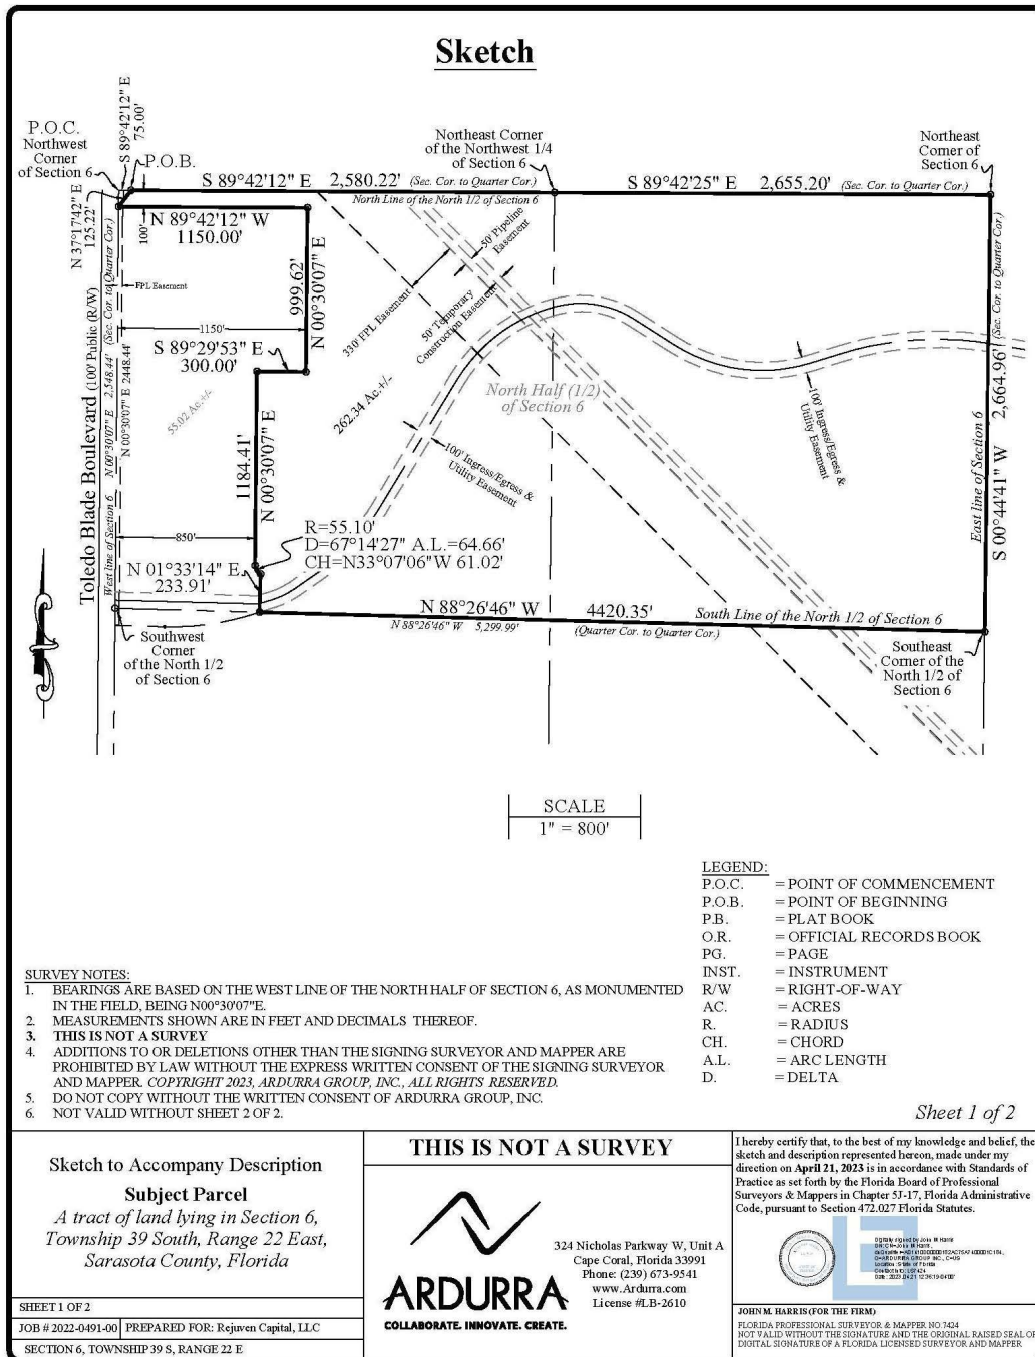 Sketch
P.O.C.
Northwest
Corner
of Section 6
S 89°42'12" E
75.00'
P.O.B.
Northeast Corner
of the Northwest 1/4
of Section 6
Northeast
Corner of
Section 6
S 89°42'12" E 2,580.22' (Sec. Cor. to Quarter Cor.)
S 89°42'25" E 2,655.20' (Sec. Cor. to Quarter Cor.)
North Line of the North 1/2 of Section 6
N 37°17'42" E
125.22'
N 89°42'12" W
1150.00'
100'
50' Pipeline
Easement
FPL Easement
999.62'
N 00°30'07" E
330' FPL Easement
50' Temporary
Construction Easement
1150'
S 89°29'53" E
300.00'
Toledo Blade Boulevard (100' Public (R/W)
West line of Section 6 N 00°30'07" E 2,548.44' (Sec. Cor. to Quarter Cor.)
N 00°30'07" E 2448.44'
55.02 Ac.+/-
262.34 Ac.+/-
North Half (1/2)
of Section 6
100' Ingress/Egress &
Utility Easement
100' Ingress/Egress &
Utility Easement
East line of Section 6
S 00°44'41" W 2,664.96' (Sec. Cor. to Quarter Cor.)
1184.41'
N 00°30'07" E
850'
R=55.10'
D=67°14'27" A.L.=64.66'
CH=N33°07'06"W 61.02'
N 01°33'14" E
233.91'
N 88°26'46" W 4420.35'
South Line of the North 1/2 of Section 6
N 88°26'46" W 5,299.99'
(Quarter Cor. to Quarter Cor.)
Southwest
Corner
of the North 1/2
of Section 6
Southeast
Corner of the
North 1/2 of
Section 6
SCALE
1" = 800'
LEGEND:
P.O.C. = POINT OF COMMENCEMENT
P.O.B. = POINT OF BEGINNING
P.B. = PLAT BOOK
O.R. = OFFICIAL RECORDS BOOK
PG. = PAGE
INST. = INSTRUMENT
R/W = RIGHT-OF-WAY
AC. = ACRES
R. = RADIUS
CH. = CHORD
A.L. = ARC LENGTH
D. = DELTA
SURVEY NOTES:
1. BEARINGS ARE BASED ON THE WEST LINE OF THE NORTH HALF OF SECTION 6, AS MONUMENTED
IN THE FIELD, BEING N00°30'07"E.
2. MEASUREMENTS SHOWN ARE IN FEET AND DECIMALS THEREOF.
3. THIS IS NOT A SURVEY
4. ADDITIONS TO OR DELETIONS OTHER THAN THE SIGNING SURVEYOR AND MAPPER ARE
PROHIBITED BY LAW WITHOUT THE EXPRESS WRITTEN CONSENT OF THE SIGNING SURVEYOR
AND MAPPER. COPYRIGHT 2023, ARDURRA GROUP, INC., ALL RIGHTS RESERVED.
5. DO NOT COPY WITHOUT THE WRITTEN CONSENT OF ARDURRA GROUP, INC.
6. NOT VALID WITHOUT SHEET 2 OF 2.
Sheet 1 of 2
Sketch to Accompany Description
Subject Parcel
A tract of land lying in Section 6,
Township 39 South, Range 22 East,
Sarasota County, Florida
SHEET 1 OF 2
JOB # 2022-0491-00 PREPARED FOR: Rejuven Capital, LLC
SECTION 6, TOWNSHIP 39 S, RANGE 22 E
THIS IS NOT A SURVEY
ARDURRA
COLLABORATE. INNOVATE. CREATE.
324 Nicholas Parkway W, Unit A
Cape Coral, Florida 33991
Phone: (239) 673-9541
www.Ardurra.com
License #LB-2610
I hereby certify that, to the best of my knowledge and belief, the
sketch and description represented hereon, made under my
direction on April 21, 2023 is in accordance with Standards of
Practice as set forth by the Florida Board of Professional
Surveyors & Mappers in Chapter 5J-17, Florida Administrative
Code, pursuant to Section 472.027 Florida Statutes.
Digitally signed by John M Harris
JOHN M. HARRIS (FOR THE FIRM)
FLORIDA PROFESSIONAL SURVEYOR & MAPPER NO.7424
NOT VALID WITHOUT THE SIGNATURE AND THE ORIGINAL RAISED SEAL OR
DIGITAL SIGNATURE OF A FLORIDA LICENSED SURVEYOR AND MAPPER